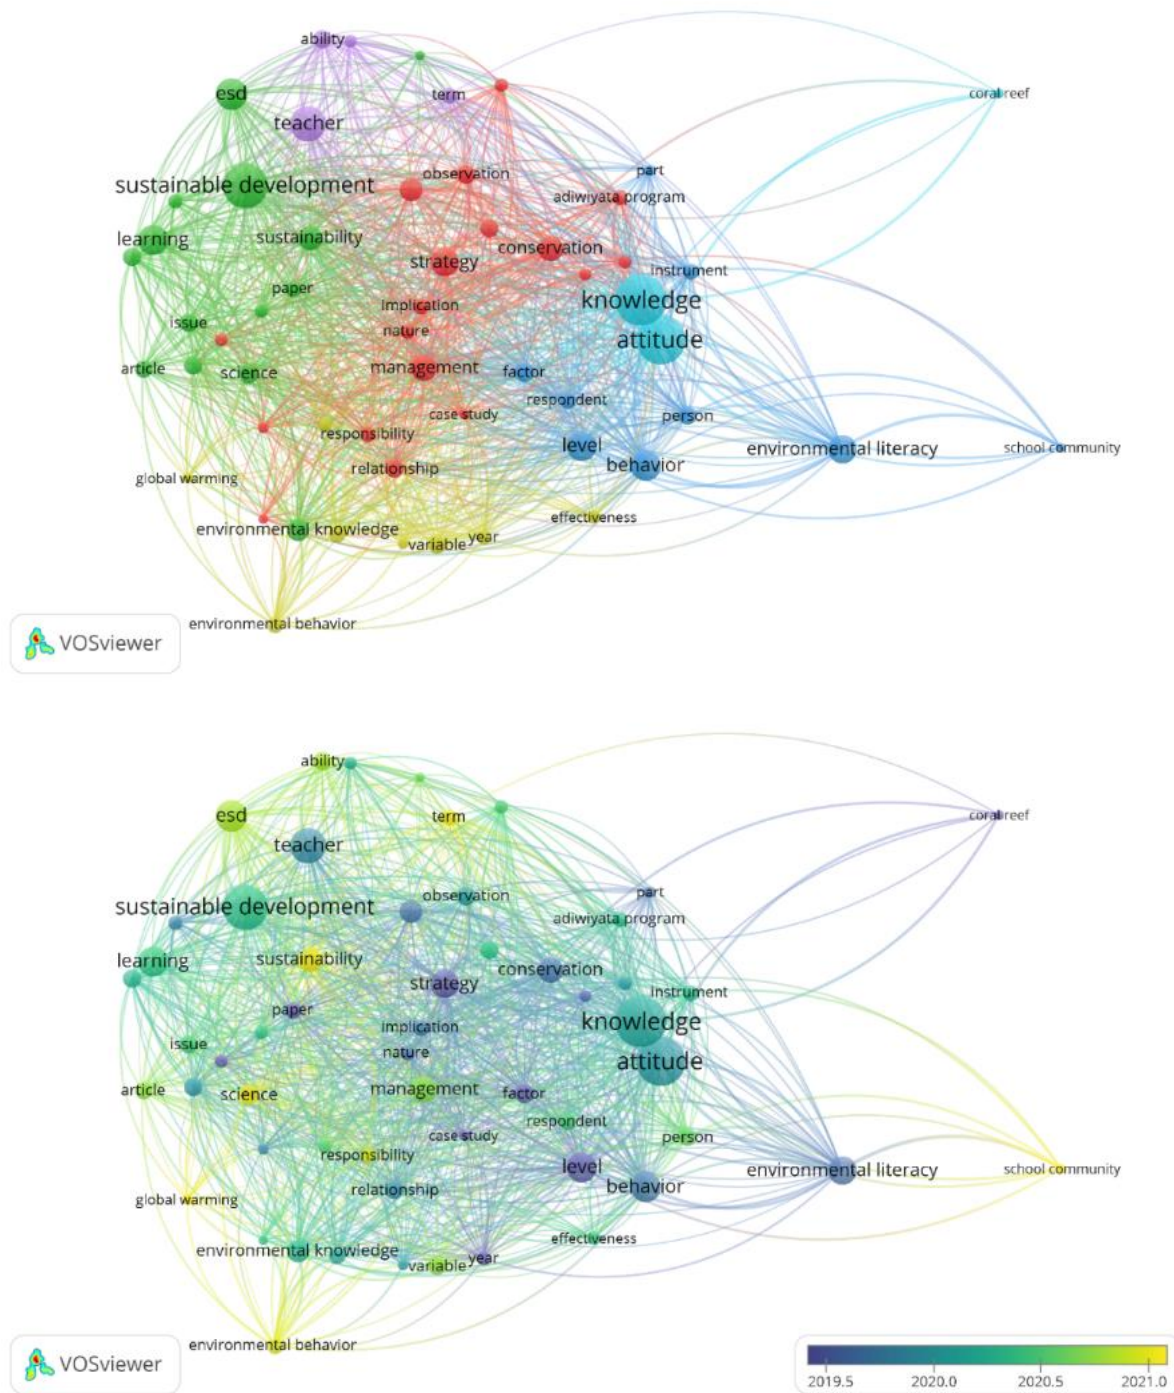 ability
esd
term
coral reef
teacher
part
observation
sustainable development
adiwiyata program
learning
sustainability
conservation
strategy
instrument
paper
knowledge
implication
issue
nature
attitude
article
science
management
factor
respondent
case study
person
responsibility
level
environmental literacy
school community
relationship
behavior
global warming
effectiveness
environmental knowledge
variable
year
environmental behavior
VOSviewer
ability
esd
term
coral reef
teacher
part
observation
sustainable development
adiwiyata program
learning
sustainability
conservation
strategy
instrument
paper
knowledge
implication
issue
nature
attitude
article
science
management
factor
respondent
case study
person
responsibility
level
environmental literacy
school community
relationship
behavior
global warming
effectiveness
environmental knowledge
variable
year
environmental behavior
VOSviewer
2019.5 2020.0 2020.5 2021.0